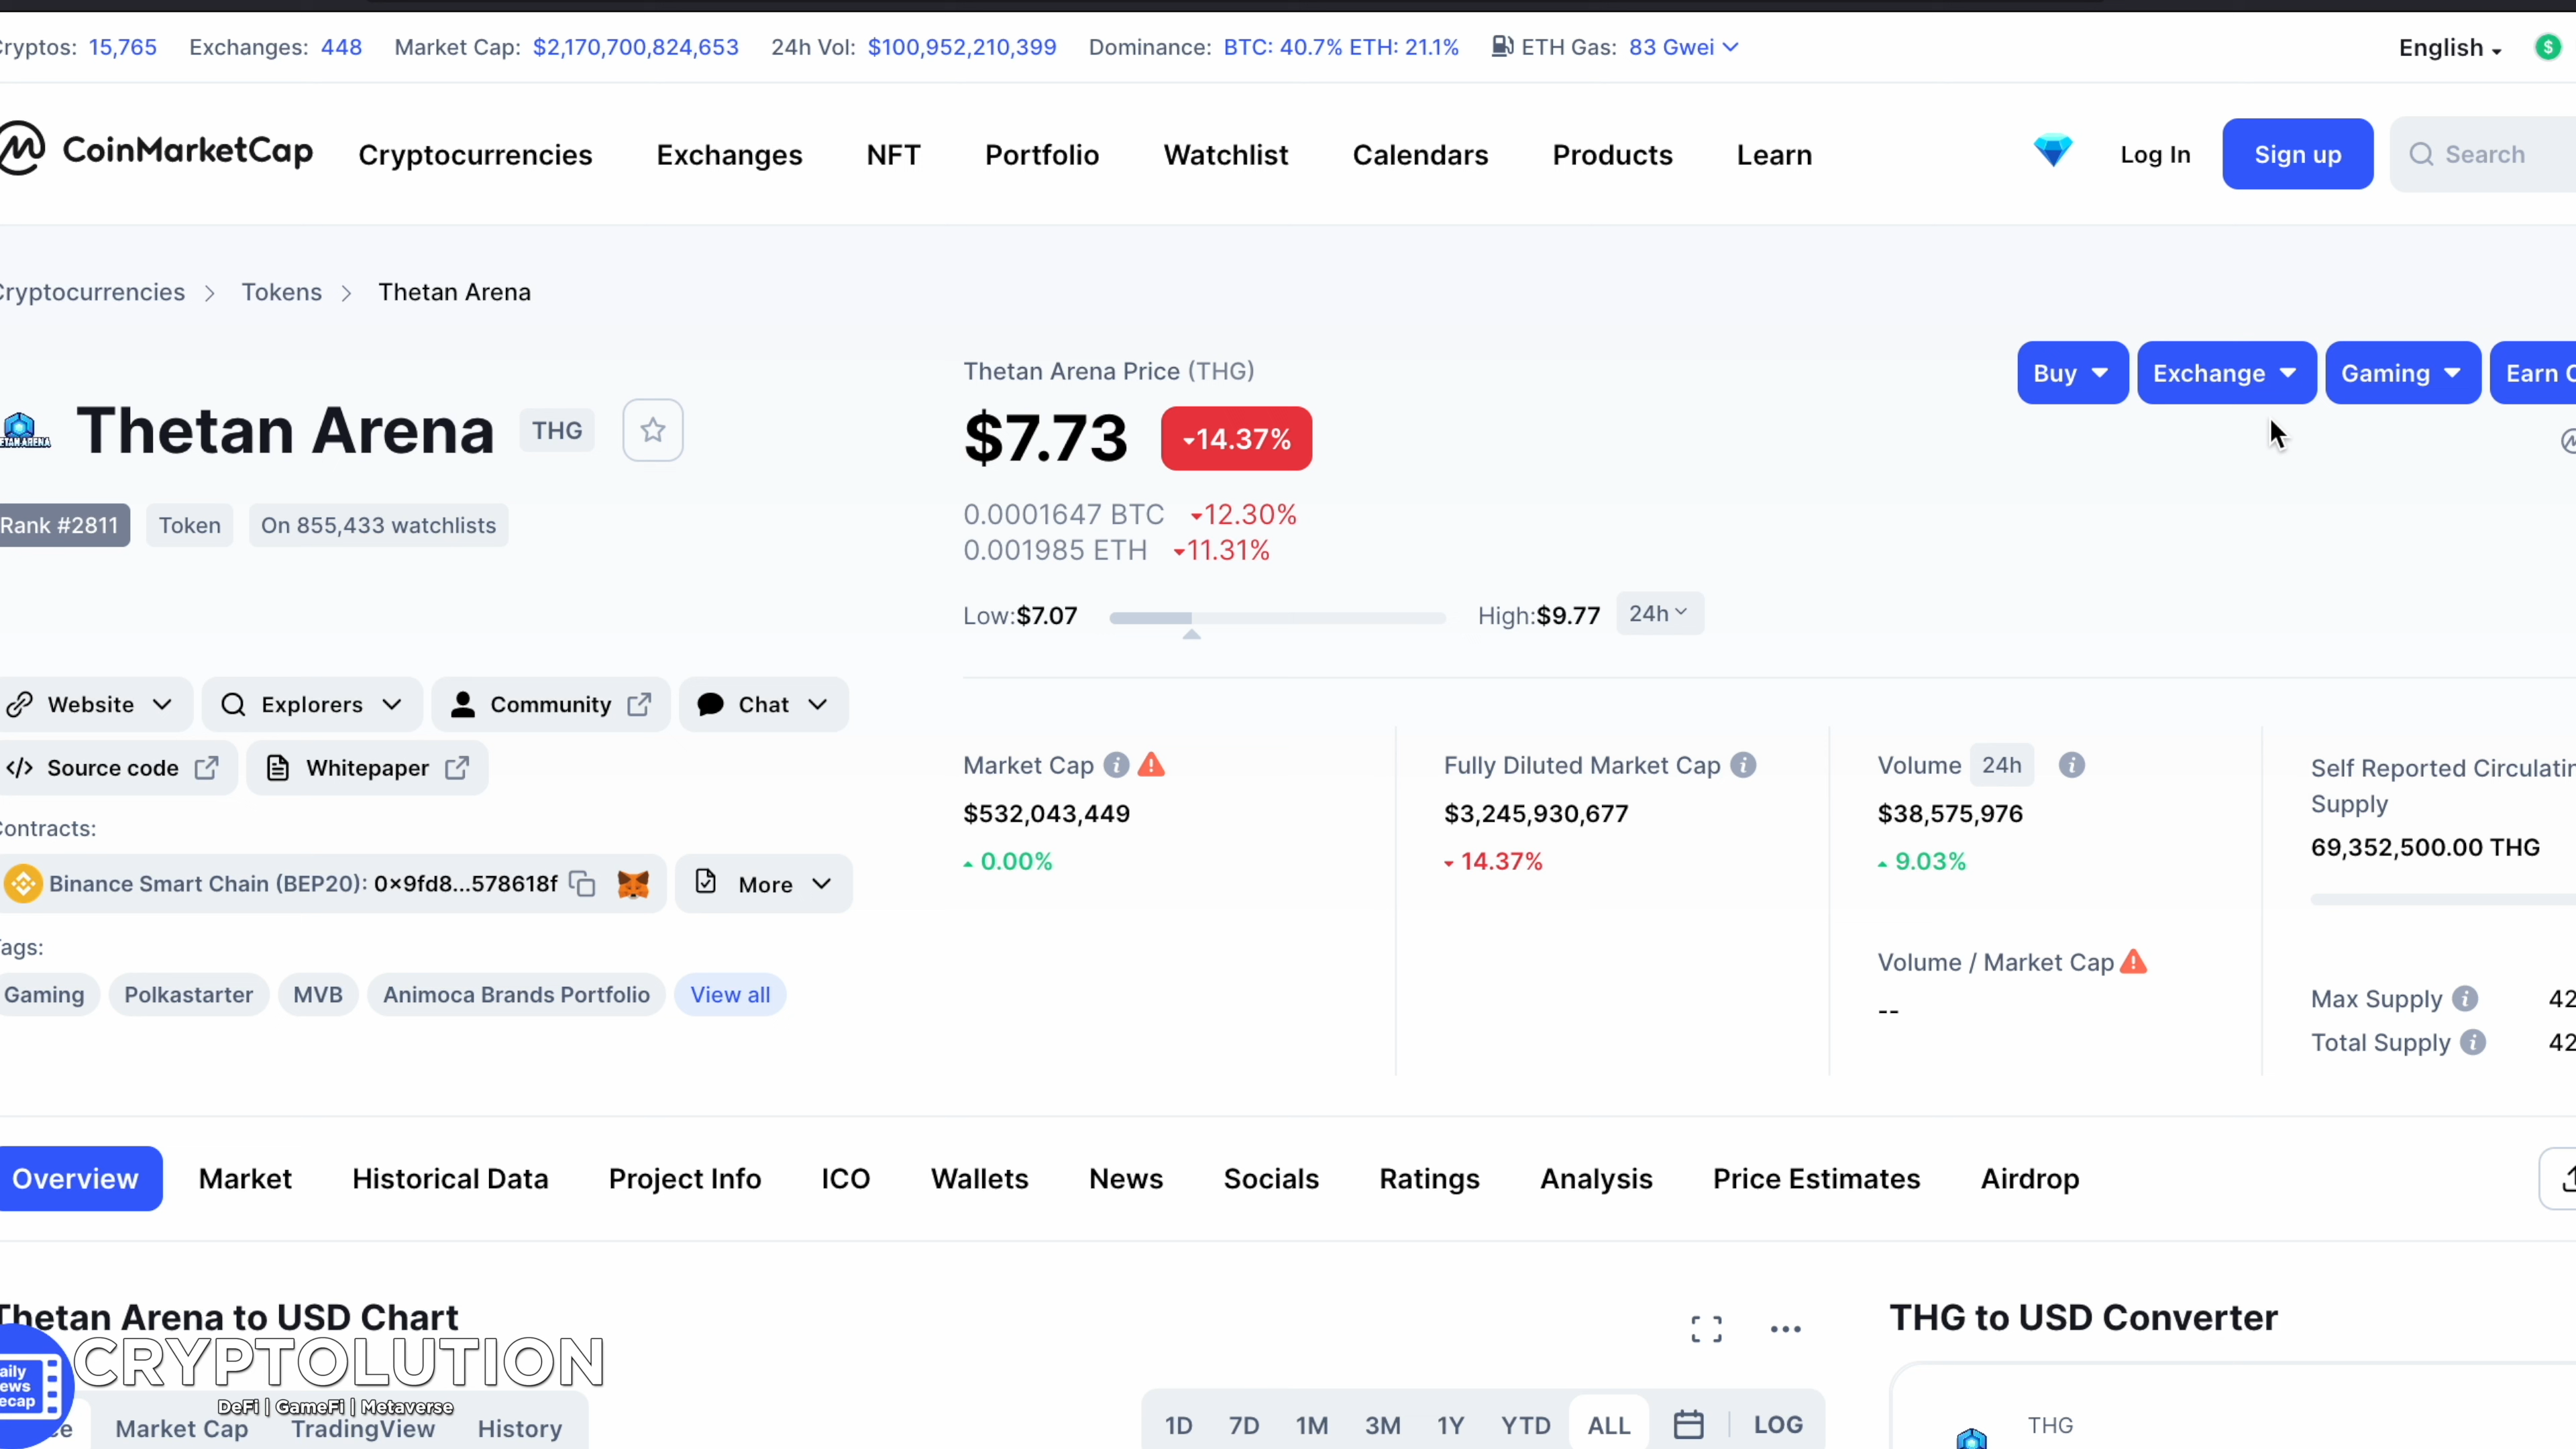 Cryptos: 15,765 Exchanges: 448 Market Cap: $2,170,700,824,653 24h Vol: $100,952,210,399 Dominance: BTC: 40.7% ETH: 21.1% ETH Gas: 83 Gwei English
CoinMarketCap Cryptocurrencies Exchanges NFT Portfolio Watchlist Calendars Products Learn Log In Sign up Search
Cryptocurrencies > Tokens > Thetan Arena
Buy Exchange Gaming Earn C
Thetan Arena Price (THG)
Thetan Arena THG
$7.73 14.37%
Rank #2811 Token On 855,433 watchlists
0.0001647 BTC 12.30%
0.001985 ETH 11.31%
Low:$7.07 High:$9.77 24h
Website Explorers Community Chat
Source code Whitepaper
Contracts:
Binance Smart Chain (BEP20): 0x9fd8...578618f More
Tags:
Gaming Polkastarter MVB Animoca Brands Portfolio View all
Market Cap
$532,043,449
0.00%
Fully Diluted Market Cap
$3,245,930,677
14.37%
Volume 24h
$38,575,976
9.03%
Volume / Market Cap
--
Self Reported Circulatin
Supply
69,352,500.00 THG
Max Supply 42
Total Supply 42
Overview Market Historical Data Project Info ICO Wallets News Socials Ratings Analysis Price Estimates Airdrop
Thetan Arena to USD Chart
THG to USD Converter
CRYPTOLUTION
DeFi | GameFi | Metaverse
aily
ews
ecap
Market Cap TradingView History
1D 7D 1M 3M 1Y YTD ALL LOG
THG